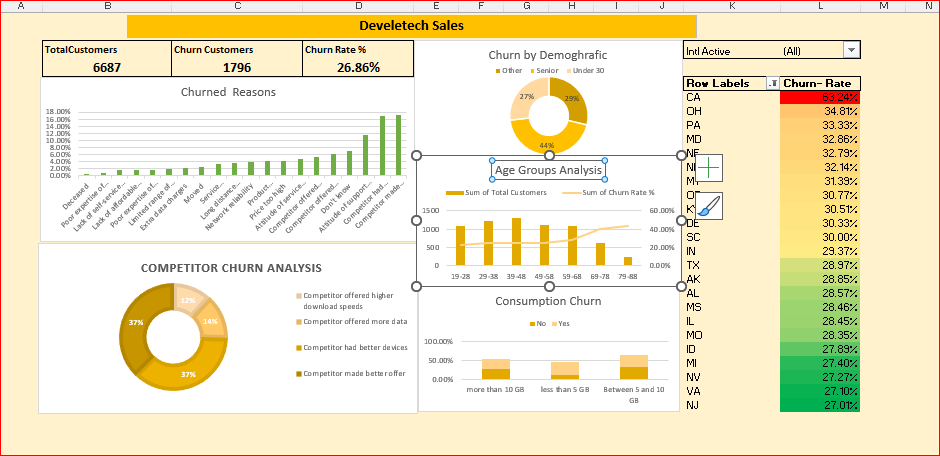 A B C D E F G H I J K L M N
Develetech Sales
TotalCustomers Churn Customers Churn Rate %
6687 1796 26.86%
Churned Reasons
18.00%
16.00%
14.00%
12.00%
10.00%
8.00%
6.00%
4.00%
2.00%
0.00%
Deceased
Poor expertise of...
Lack of self-service...
Lack of affordable...
Poor expertise of...
Limited range of...
Extra data charges
Moved
Service...
Long distance...
Network reliability
Product...
Price too high
Attitude of service...
Competitor offered...
Competitor offered...
Don't know
Attitude of support...
Competitor had...
Competitor made...
COMPETITOR CHURN ANALYSIS
12%
14%
37%
37%
Competitor offered higher
download speeds
Competitor offered more data
Competitor had better devices
Competitor made better offer
Churn by Demoghrafic
Other Senior Under 30
27%
29%
44%
Age Groups Analysis
Sum of Total Customers Sum of Churn Rate %
1500
1000
500
0
60.00%
40.00%
20.00%
0.00%
19-28 29-38 39-48 49-58 59-68 69-78 79-88
Consumption Churn
No Yes
100.00%
50.00%
0.00%
more than 10 GB less than 5 GB Between 5 and 10
GB
Intl Active (All)
Row Labels Churn- Rate
CA 63.24%
OH 34.81%
PA 33.33%
MD 32.86%
32.79%
32.14%
31.39%
30.77%
30.51%
DE 30.33%
SC 30.00%
IN 29.37%
TX 28.97%
AK 28.85%
AL 28.57%
MS 28.46%
IL 28.45%
MO 28.35%
ID 27.89%
MI 27.40%
NV 27.27%
VA 27.10%
NJ 27.01%